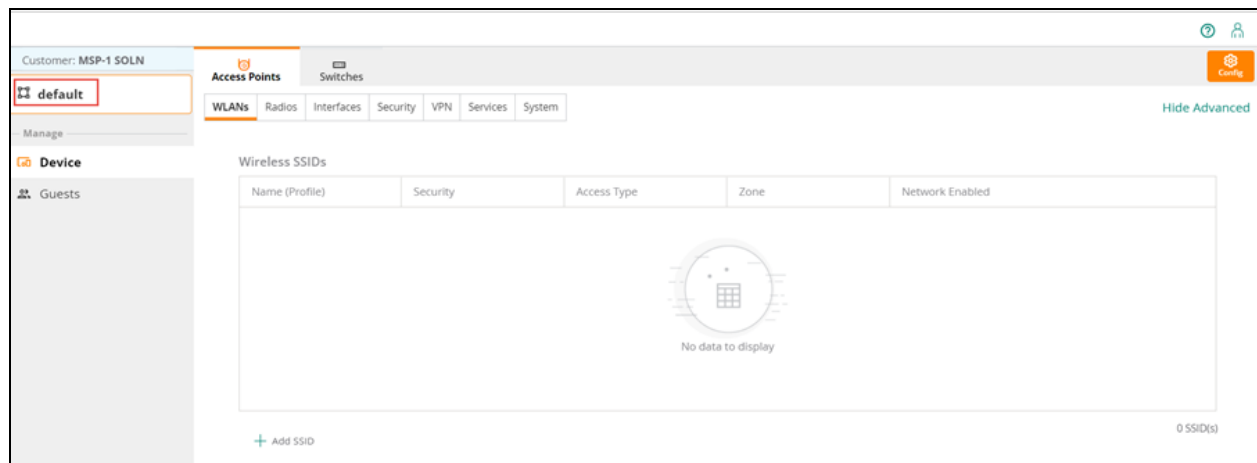 Customer: MSP-1 SOLN
default
Manage
Device
Guests
Access Points
Switches
Config
WLANs Radios Interfaces Security VPN Services System
Hide Advanced
Wireless SSIDs
Name (Profile) Security Access Type Zone Network Enabled
No data to display
0 SSID(s)
+ Add SSID